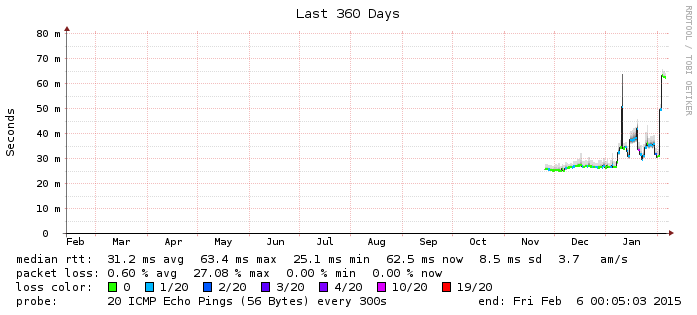 Last 360 Days
RRDTOOL / TOBI OETIKER
Seconds
80 m
70 m
60 m
50 m
40 m
30 m
20 m
10 m
0
Feb Mar Apr May Jun Jul Aug Sep Oct Nov Dec Jan
median rtt: 31.2 ms avg 63.4 ms max 25.1 ms min 62.5 ms now 8.5 ms sd 3.7 am/s
packet loss: 0.60 % avg 27.08 % max 0.00 % min 0.00 % now
loss color: 0 1/20 2/20 3/20 4/20 10/20 19/20
probe: 20 ICMP Echo Pings (56 Bytes) every 300s end: Fri Feb 6 00:05:03 2015